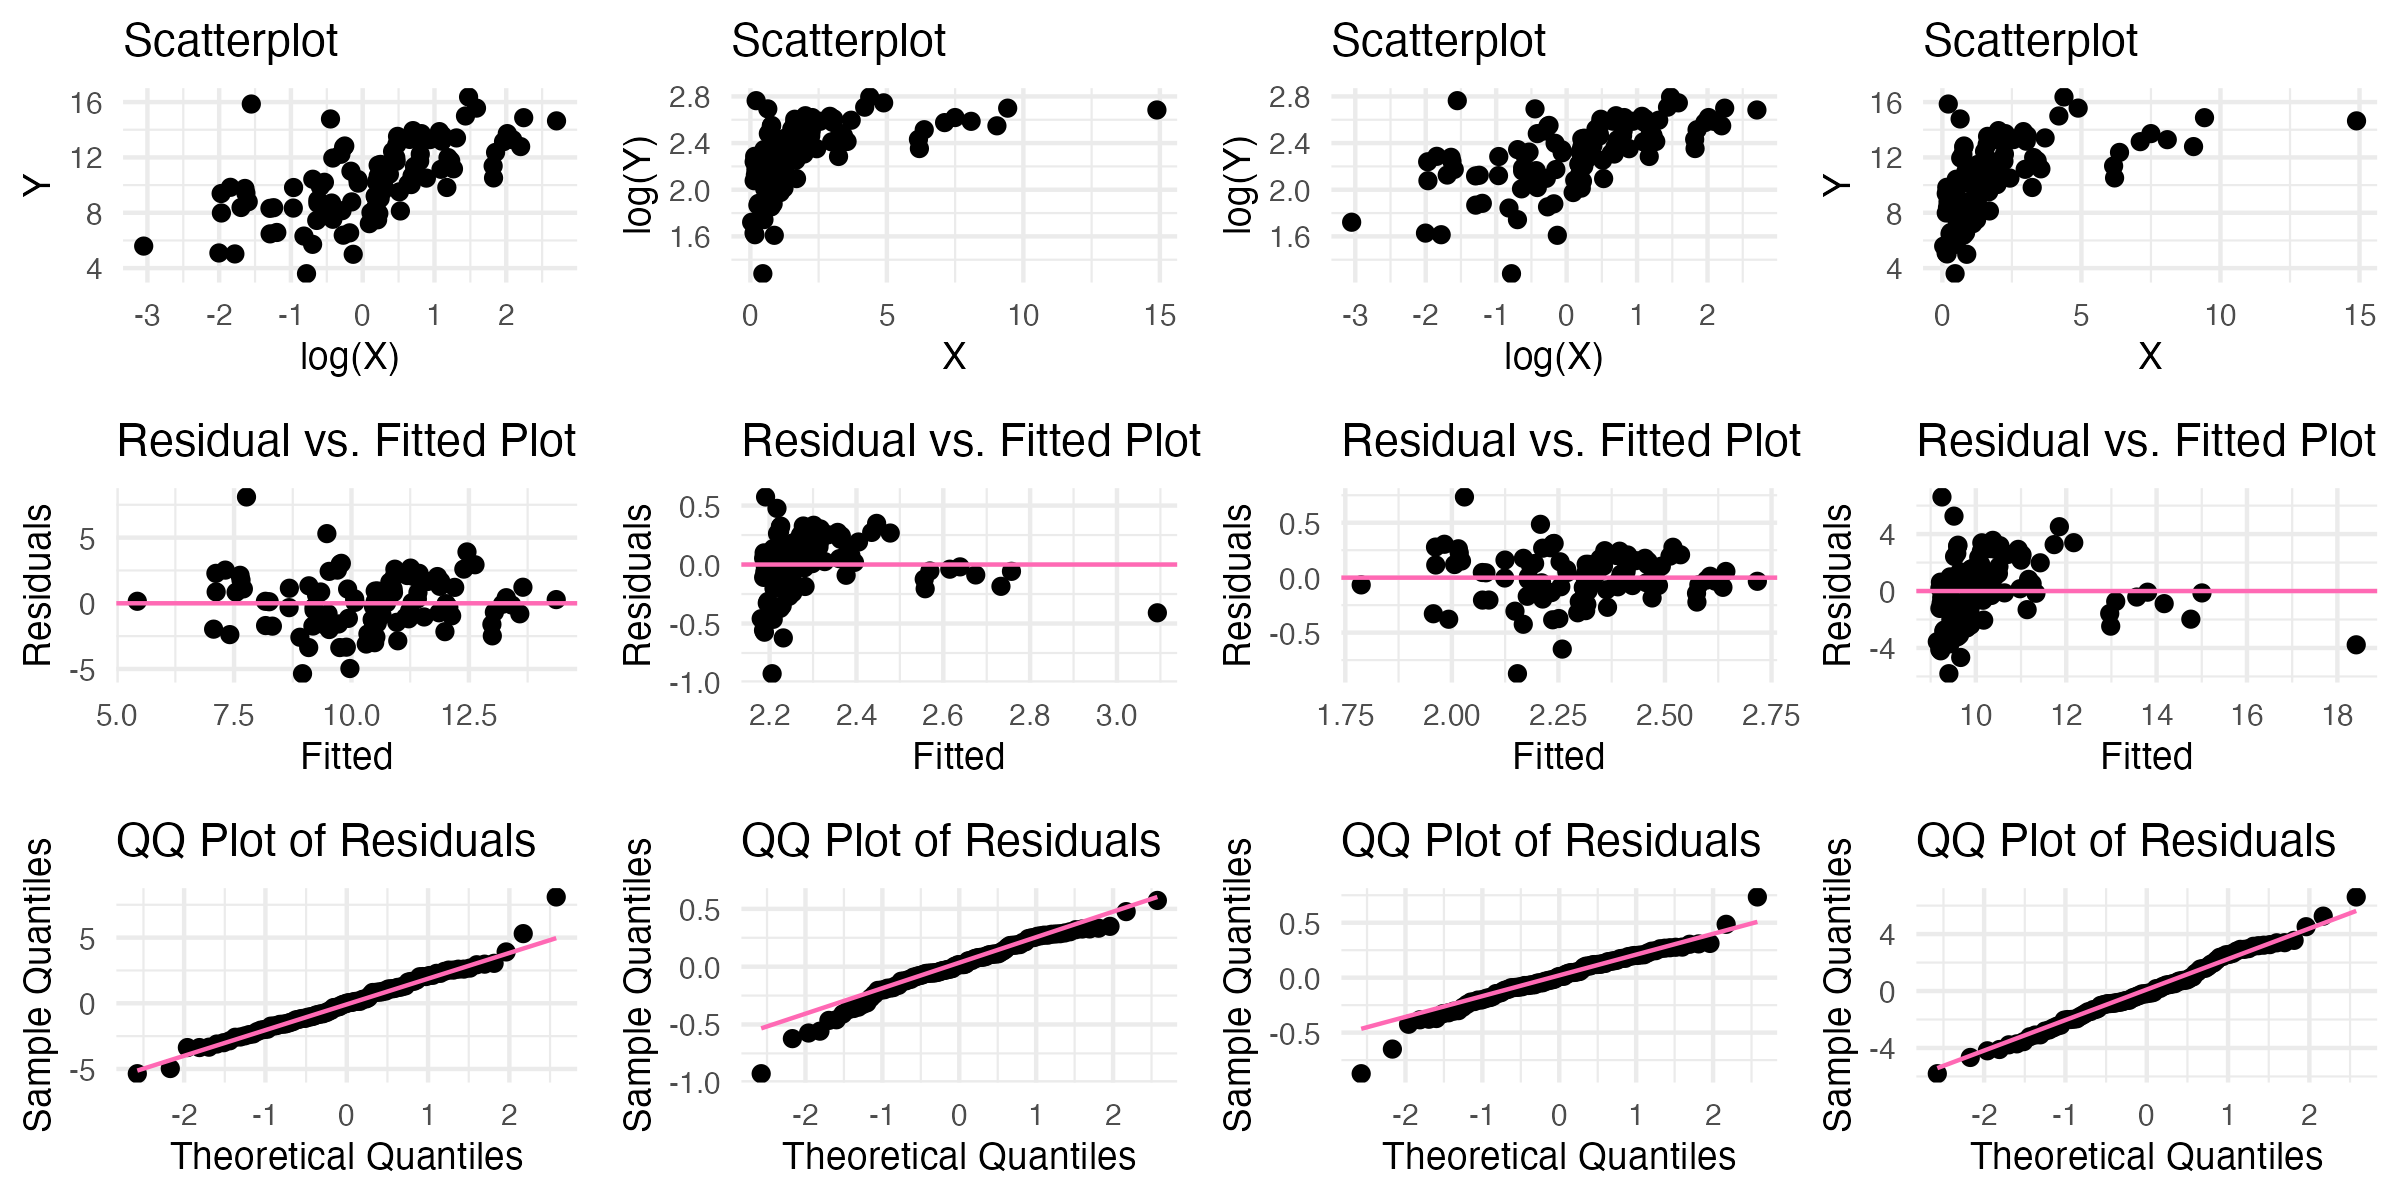 Scatterplot
Scatterplot
Scatterplot
Scatterplot
Y
16
12
8
4
-3 -2 -1 0 1 2
log(X)
log(Y)
2.8
2.4
2.0
1.6
0 5 10 15
X
log(Y)
2.8
2.4
2.0
1.6
-3 -2 -1 0 1 2
log(X)
Y
16
12
8
4
0 5 10 15
X
Residual vs. Fitted Plot
Residual vs. Fitted Plot
Residual vs. Fitted Plot
Residual vs. Fitted Plot
Residuals
5
0
-5
5.0 7.5 10.0 12.5
Fitted
Residuals
0.5
0.0
-0.5
-1.0
2.2 2.4 2.6 2.8 3.0
Fitted
Residuals
0.5
0.0
-0.5
1.75 2.00 2.25 2.50 2.75
Fitted
Residuals
4
0
-4
10 12 14 16 18
Fitted
QQ Plot of Residuals
QQ Plot of Residuals
QQ Plot of Residuals
QQ Plot of Residuals
Sample Quantiles
5
0
-5
-2 -1 0 1 2
Theoretical Quantiles
Sample Quantiles
0.5
0.0
-0.5
-1.0
-2 -1 0 1 2
Theoretical Quantiles
Sample Quantiles
0.5
0.0
-0.5
-2 -1 0 1 2
Theoretical Quantiles
Sample Quantiles
4
0
-4
-2 -1 0 1 2
Theoretical Quantiles